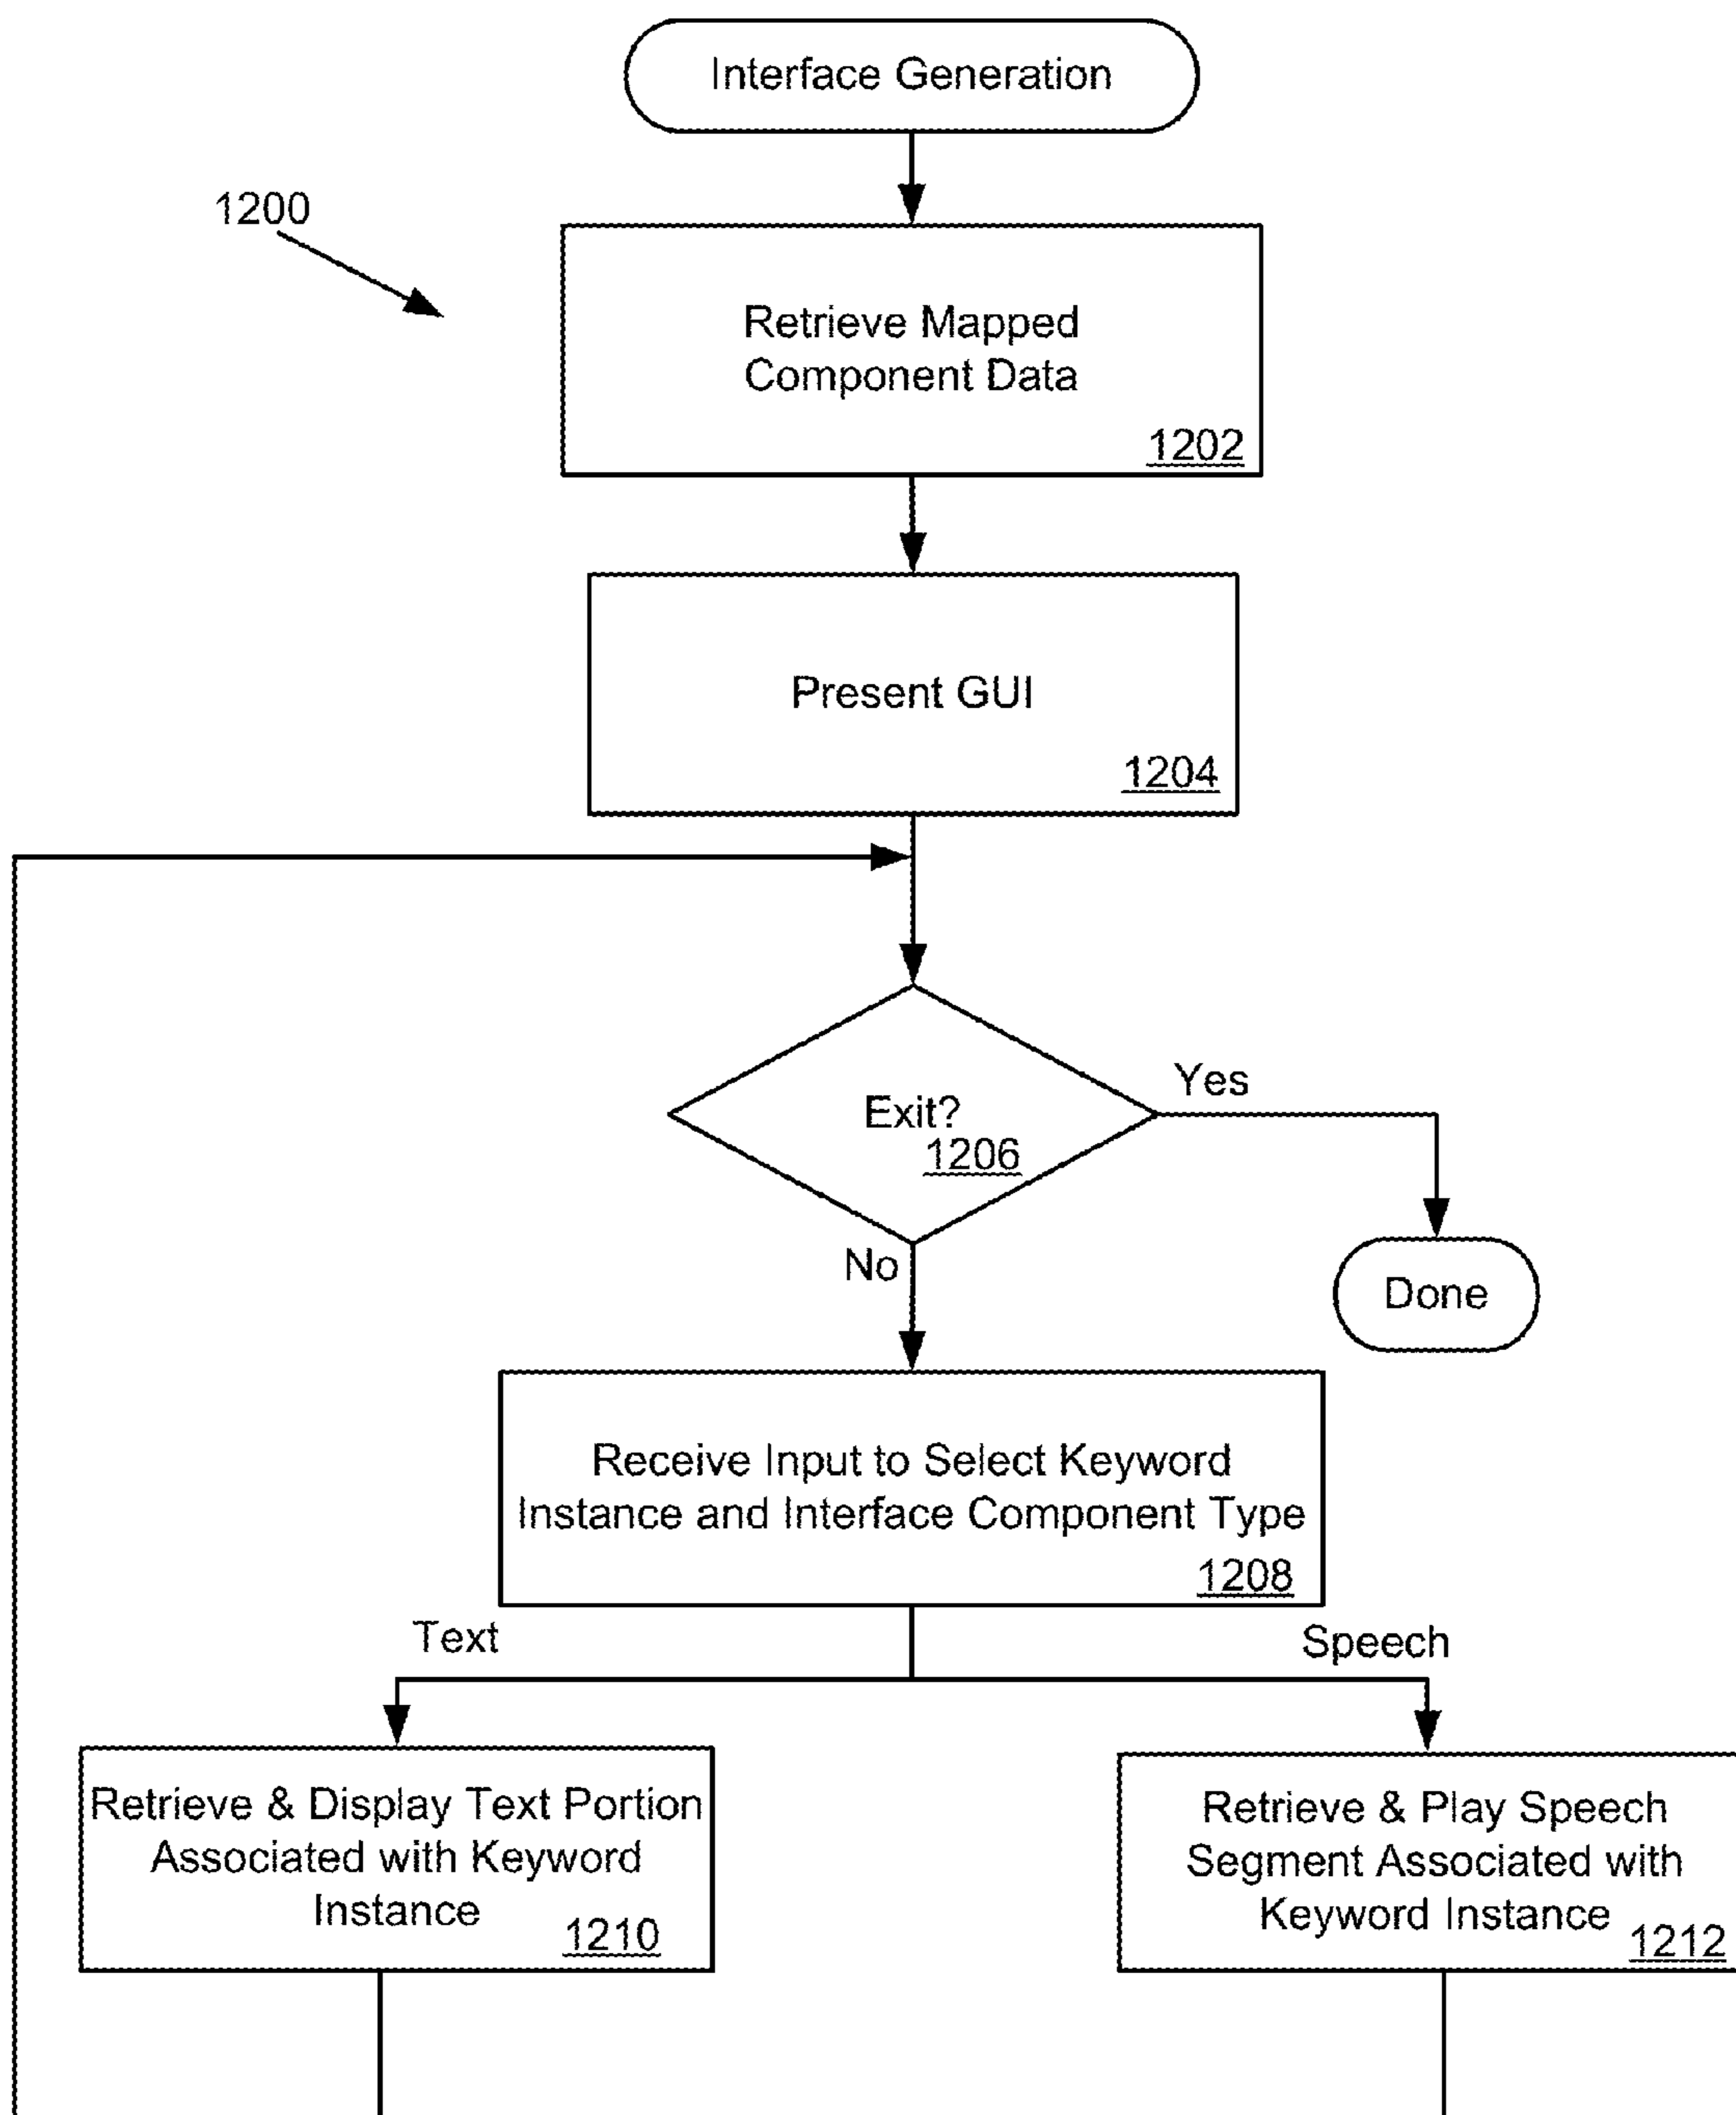 Interface Generation
1200
Retrieve Mapped
Component Data
1202
Present GUI
1204
Exit?
1206
Yes
No
Done
Receive Input to Select Keyword
Instance and Interface Component Type
1208
Text
Speech
Retrieve & Display Text Portion
Associated with Keyword
Instance
1210
Retrieve & Play Speech
Segment Associated with
Keyword Instance
1212